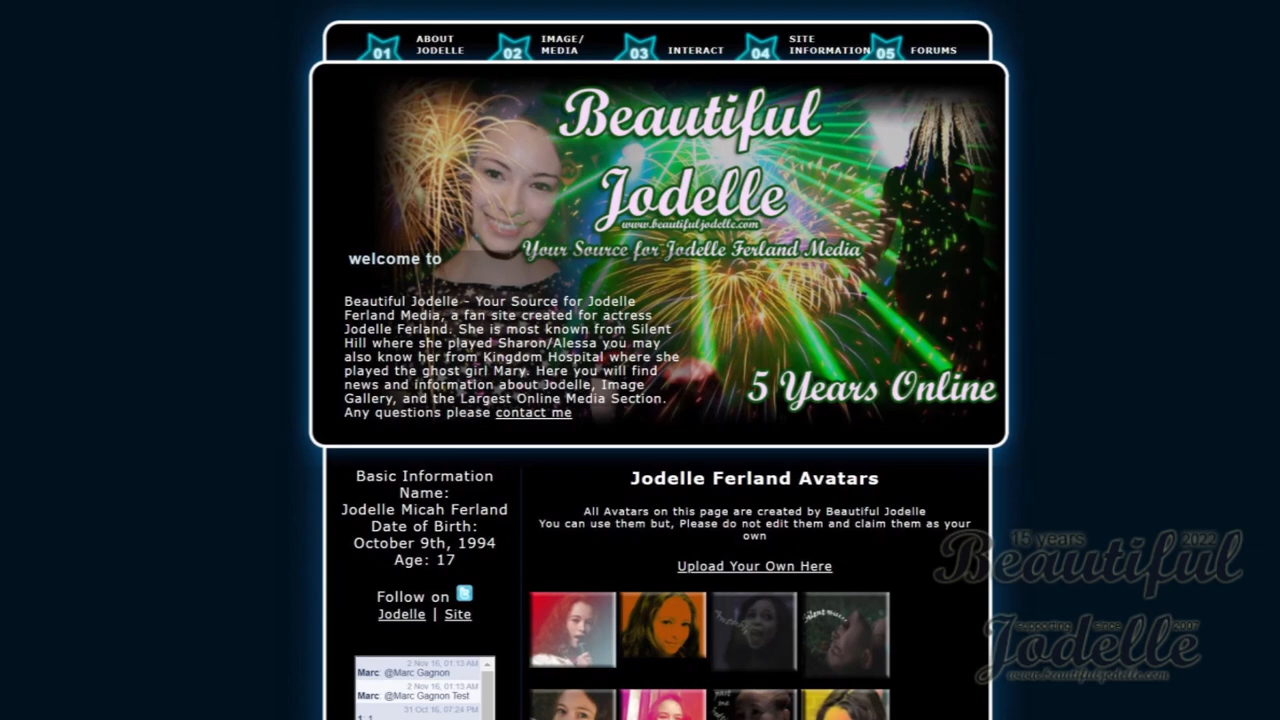 01 ABOUT JODELLE
02 IMAGE/ MEDIA
03 INTERACT
04 SITE INFORMATION
05 FORUMS
Beautiful
Jodelle
www.beautifuljodelle.com
Your Source for Jodelle Ferland Media
welcome to
Beautiful Jodelle - Your Source for Jodelle
Ferland Media, a fan site created for actress
Jodelle Ferland. She is most known from Silent
Hill where she played Sharon/Alessa you may
also know her from Kingdom Hospital where she
played the ghost girl Mary. Here you will find
news and information about Jodelle, Image
Gallery, and the Largest Online Media Section.
Any questions please contact me
5 Years Online
Basic Information
Name:
Jodelle Micah Ferland
Date of Birth:
October 9th, 1994
Age: 17
Follow on
Jodelle | Site
2 Nov 16, 01:13 AM
Marc: @Marc Gagnon
2 Nov 16, 01:13 AM
Marc: @Marc Gagnon Test
31 Oct 16, 07:24 PM
Jodelle Ferland Avatars
All Avatars on this page are created by Beautiful Jodelle
You can use them but, Please do not edit them and claim them as your
own
Upload Your Own Here
15 years 2022
Beautiful
supporting since 2007
Jodelle
www.beautifuljodelle.com